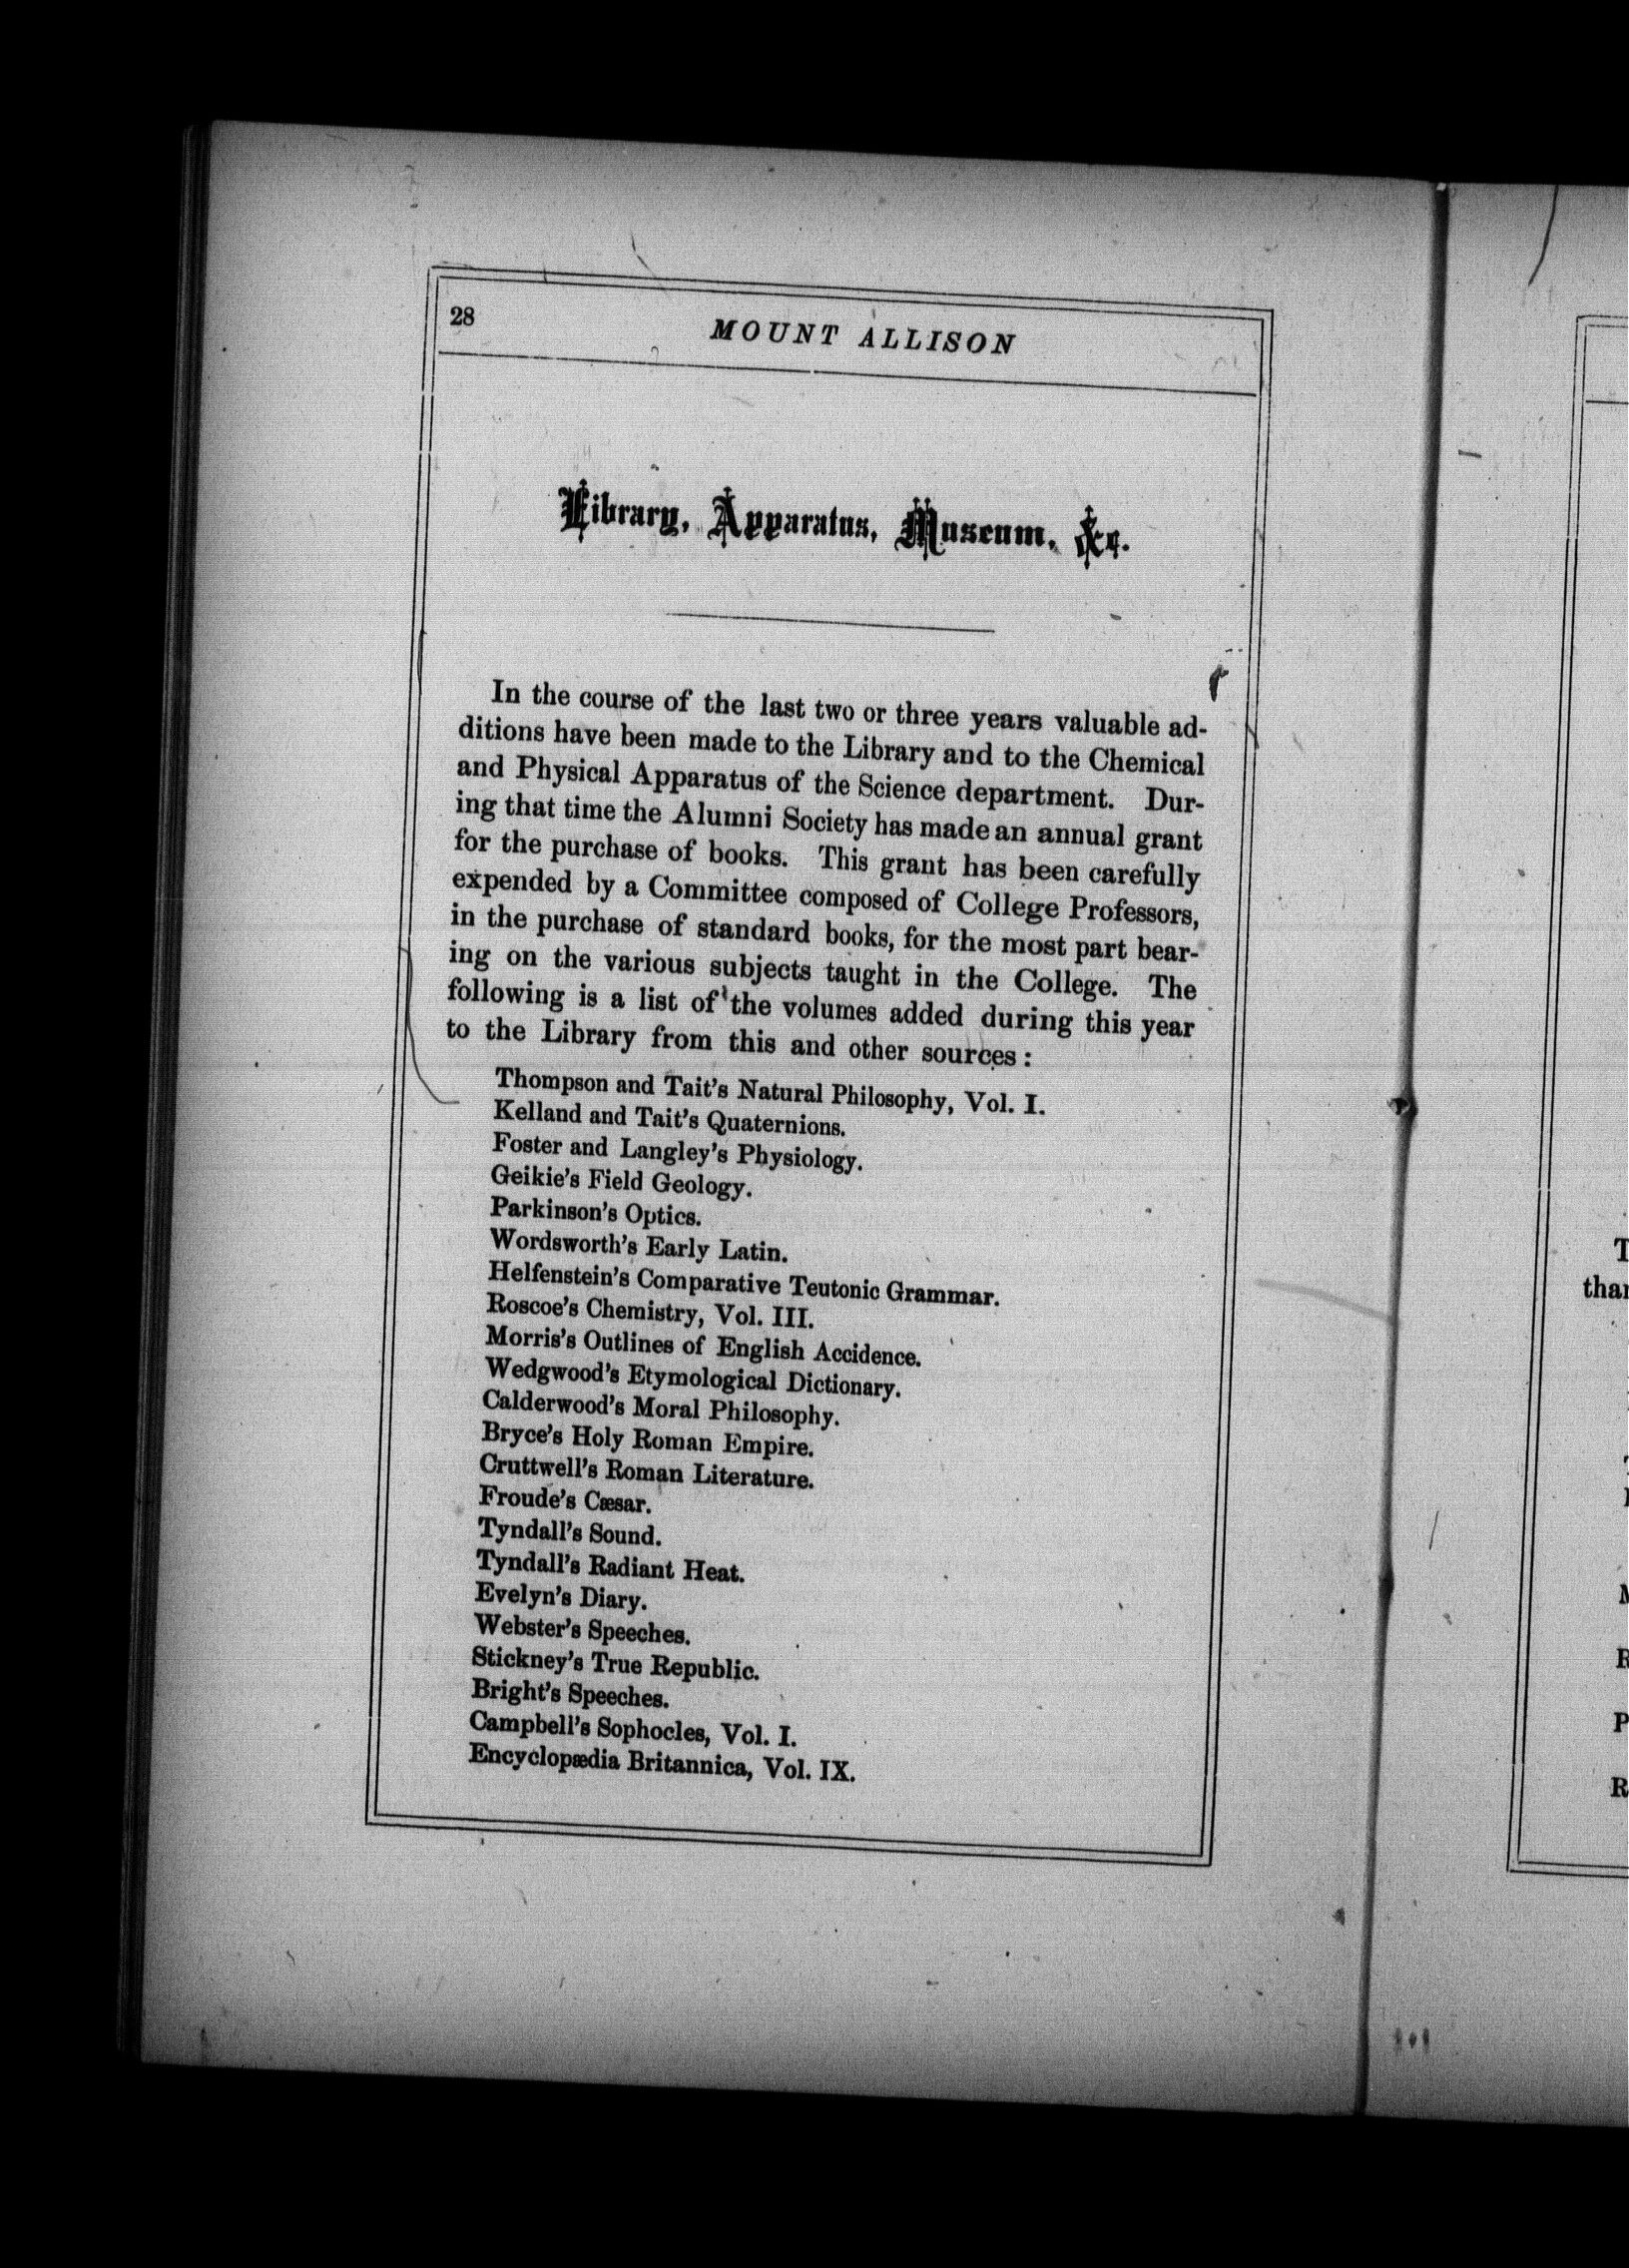 28
MOUNT ALLISON
Library, Apparatus, Museum, &c.
In the course of the last two or three years valuable ad-
ditions have been made to the Library and to the Chemical
and Physical Apparatus of the Science department. Dur-
ing that time the Alumni Society has made an annual grant
for the purchase of books. This grant has been carefully
expended by a Committee composed of College Professors,
in the purchase of standard books, for the most part bear-
ing on the various subjects taught in the College. The
following is a list of the volumes added during this year
to the Library from this and other sources:
Thompson and Tait's Natural Philosophy, Vol. I.
Kelland and Tait's Quaternions.
Foster and Langley's Physiology.
Geikie's Field Geology.
Parkinson's Optics.
Wordsworth's Early Latin.
Helfenstein's Comparative Teutonic Grammar.
Roscoe's Chemistry, Vol. III.
Morris's Outlines of English Accidence.
Wedgwood's Etymological Dictionary.
Calderwood's Moral Philosophy.
Bryce's Holy Roman Empire.
Cruttwell's Roman Literature.
Froude's Cæsar.
Tyndall's Sound.
Tyndall's Radiant Heat.
Evelyn's Diary.
Webster's Speeches.
Stickney's True Republic.
Bright's Speeches.
Campbell's Sophocles, Vol. I.
Encyclopædia Britannica, Vol. IX.